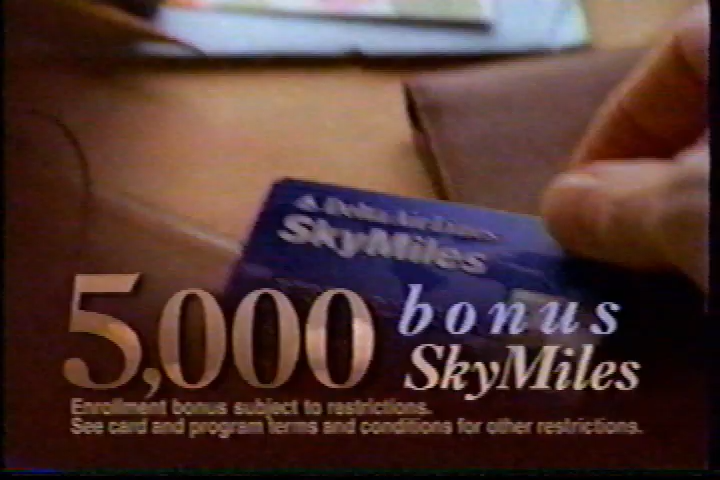 Delta Air Lines
SkyMiles
5,000 bonus
SkyMiles
Enrollment bonus subject to restrictions.
See card and program terms and conditions for other restrictions.